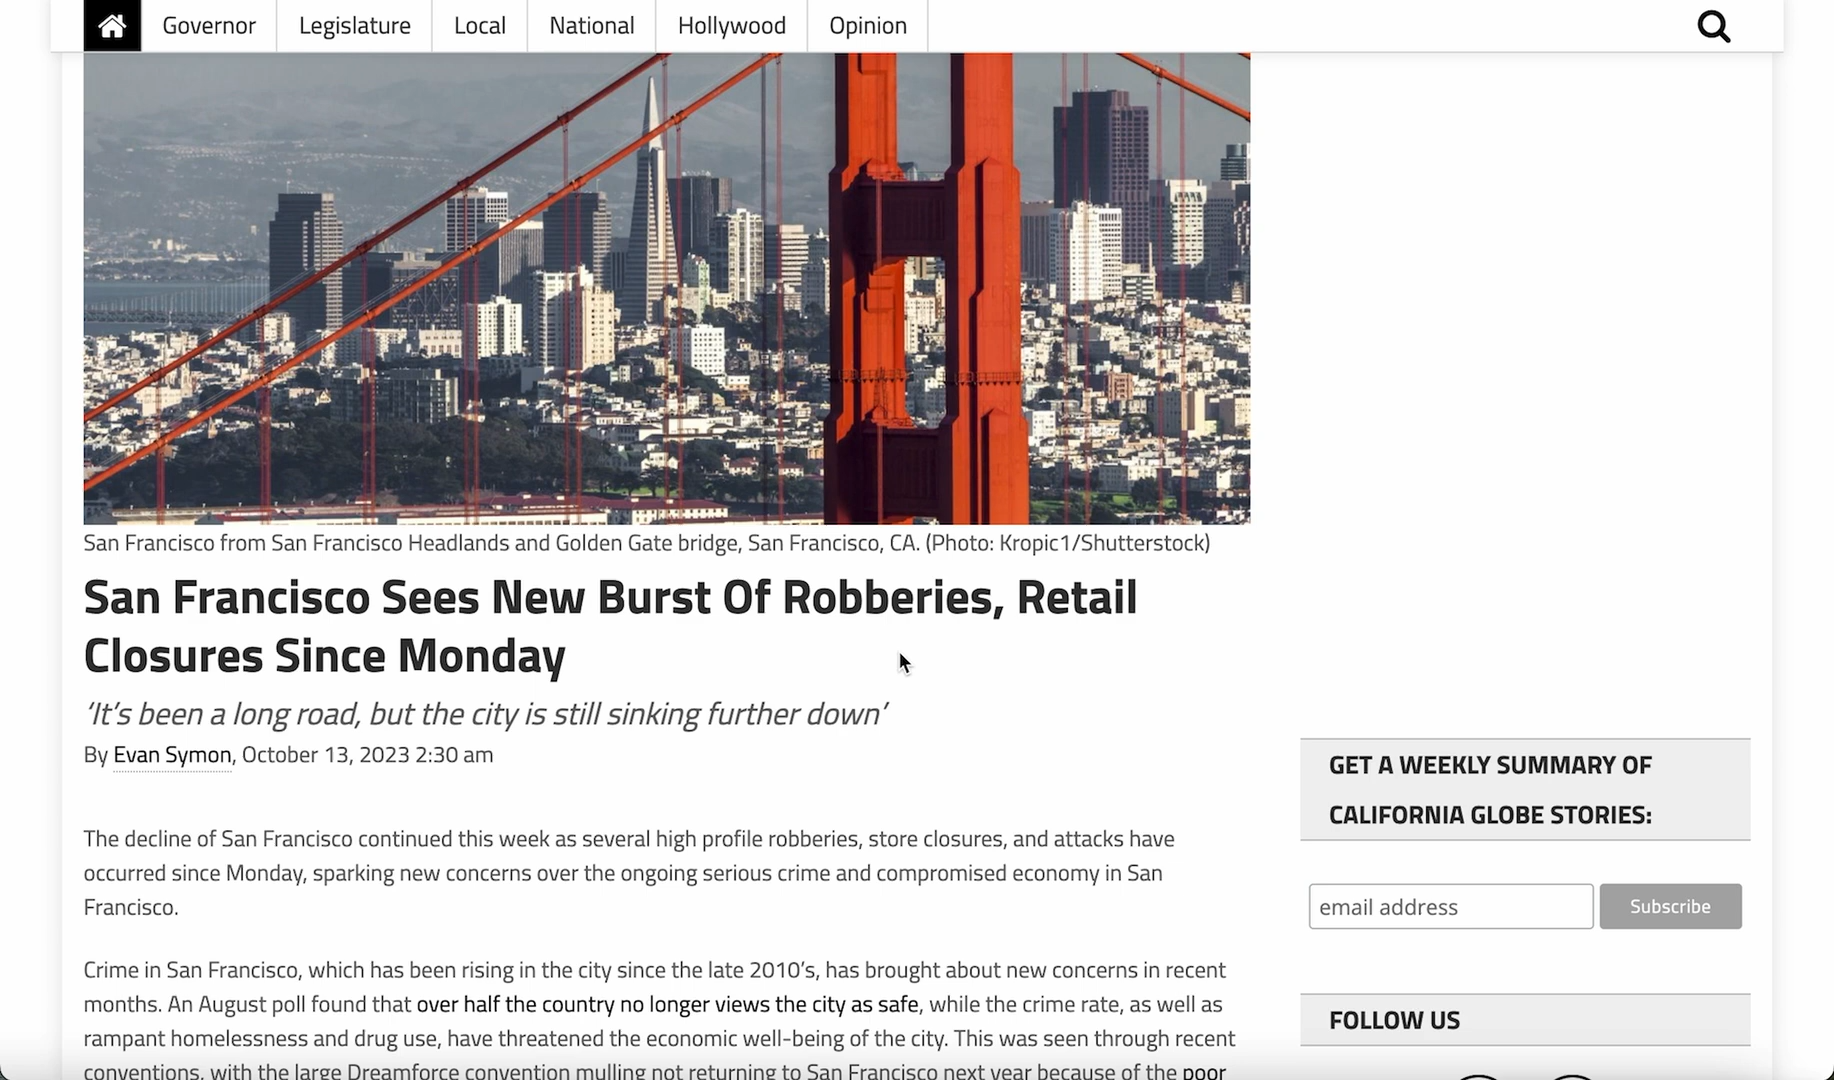 Governor Legislature Local National Hollywood Opinion
San Francisco from San Francisco Headlands and Golden Gate bridge, San Francisco, CA. (Photo: Kropic1/Shutterstock)
San Francisco Sees New Burst Of Robberies, Retail
Closures Since Monday
‘It’s been a long road, but the city is still sinking further down’
By Evan Symon, October 13, 2023 2:30 am
The decline of San Francisco continued this week as several high profile robberies, store closures, and attacks have
occurred since Monday, sparking new concerns over the ongoing serious crime and compromised economy in San
Francisco.
Crime in San Francisco, which has been rising in the city since the late 2010’s, has brought about new concerns in recent
months. An August poll found that over half the country no longer views the city as safe, while the crime rate, as well as
rampant homelessness and drug use, have threatened the economic well-being of the city. This was seen through recent
conventions, with the large Dreamforce convention mulling not returning to San Francisco next year because of the poor
GET A WEEKLY SUMMARY OF
CALIFORNIA GLOBE STORIES:
email address Subscribe
FOLLOW US